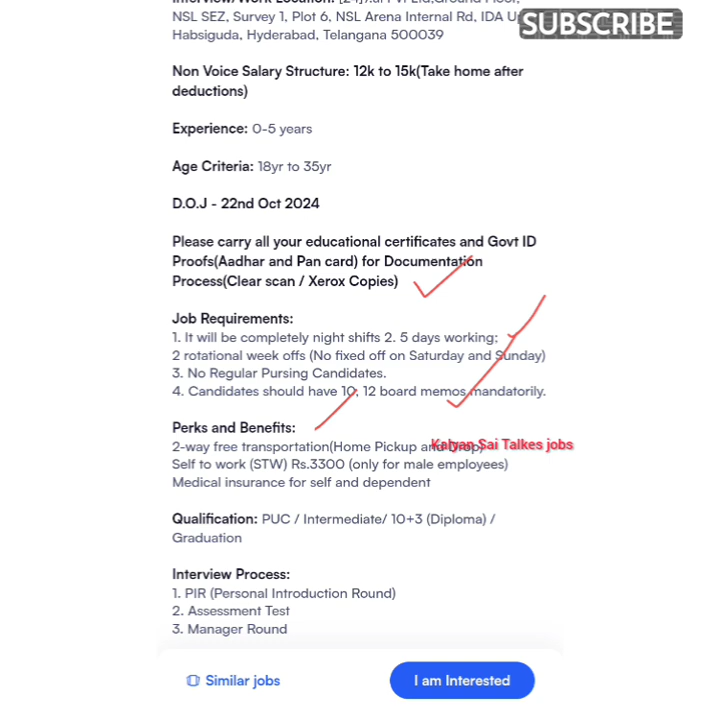 SUBSCRIBE
NSL SEZ, Survey 1, Plot 6, NSL Arena Internal Rd, IDA
Habsiguda, Hyderabad, Telangana 500039
Non Voice Salary Structure: 12k to 15k(Take home after
deductions)
Experience: 0-5 years
Age Criteria: 18yr to 35yr
D.O.J - 22nd Oct 2024
Please carry all your educational certificates and Govt ID
Proofs(Aadhar and Pan card) for Documentation
Process(Clear scan / Xerox Copies)
Job Requirements:
1. It will be completely night shifts 2. 5 days working;
2 rotational week offs (No fixed off on Saturday and Sunday)
3. No Regular Pursing Candidates.
4. Candidates should have 10, 12 board memos mandatorily.
Perks and Benefits:
2-way free transportation(Home Pickup and Drop)
Kalyan Sai Talkes jobs
Self to work (STW) Rs.3300 (only for male employees)
Medical insurance for self and dependent
Qualification: PUC / Intermediate/ 10+3 (Diploma) /
Graduation
Interview Process:
1. PIR (Personal Introduction Round)
2. Assessment Test
3. Manager Round
Similar jobs
I am Interested